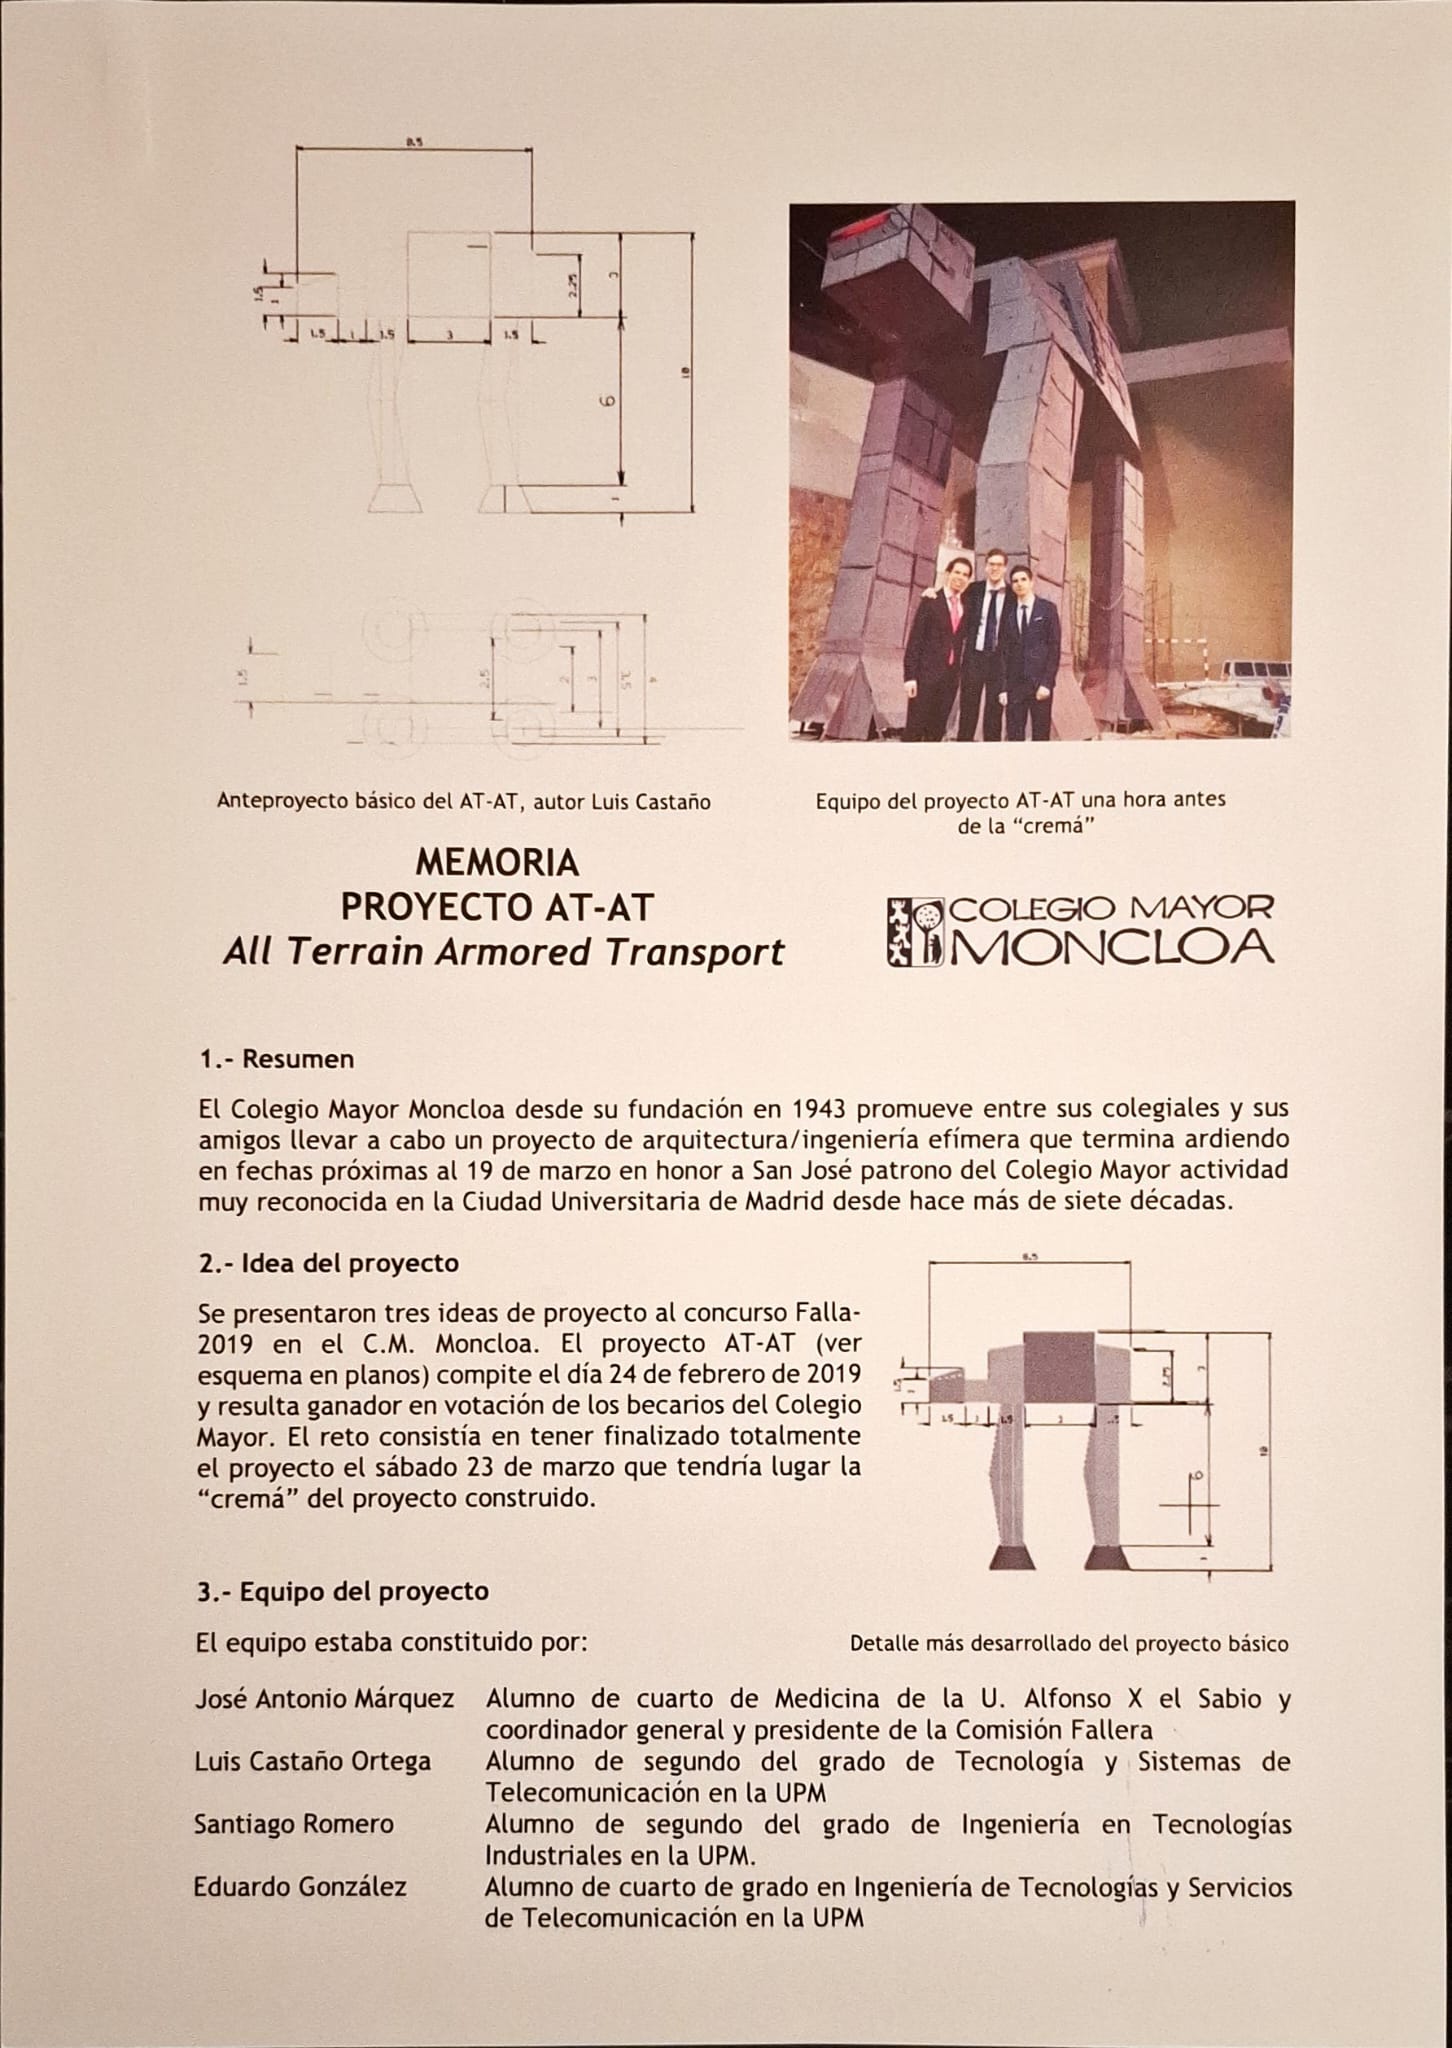 8.5
1.5
1
1.5
1
1.5
3
1.5
2.25
3
6
10
1
1.5
2.5
2
3
3.5
4
Anteproyecto básico del AT-AT, autor Luis Castaño
Equipo del proyecto AT-AT una hora antes
de la “cremá”
MEMORIA
PROYECTO AT-AT
All Terrain Armored Transport
COLEGIO MAYOR
MONCLOA
1.- Resumen
El Colegio Mayor Moncloa desde su fundación en 1943 promueve entre sus colegiales y sus
amigos llevar a cabo un proyecto de arquitectura/ingeniería efímera que termina ardiendo
en fechas próximas al 19 de marzo en honor a San José patrono del Colegio Mayor actividad
muy reconocida en la Ciudad Universitaria de Madrid desde hace más de siete décadas.
2.- Idea del proyecto
Se presentaron tres ideas de proyecto al concurso Falla-
2019 en el C.M. Moncloa. El proyecto AT-AT (ver
esquema en planos) compite el día 24 de febrero de 2019
y resulta ganador en votación de los becarios del Colegio
Mayor. El reto consistía en tener finalizado totalmente
el proyecto el sábado 23 de marzo que tendría lugar la
“cremá” del proyecto construido.
8.5
1.5
1
1.5
1
1.5
3
2.25
3
6
10
1
Detalle más desarrollado del proyecto básico
3.- Equipo del proyecto
El equipo estaba constituido por:
José Antonio Márquez Alumno de cuarto de Medicina de la U. Alfonso X el Sabio y
coordinador general y presidente de la Comisión Fallera
Luis Castaño Ortega Alumno de segundo del grado de Tecnología y Sistemas de
Telecomunicación en la UPM
Santiago Romero Alumno de segundo del grado de Ingeniería en Tecnologías
Industriales en la UPM.
Eduardo González Alumno de cuarto de grado en Ingeniería de Tecnologías y Servicios
de Telecomunicación en la UPM